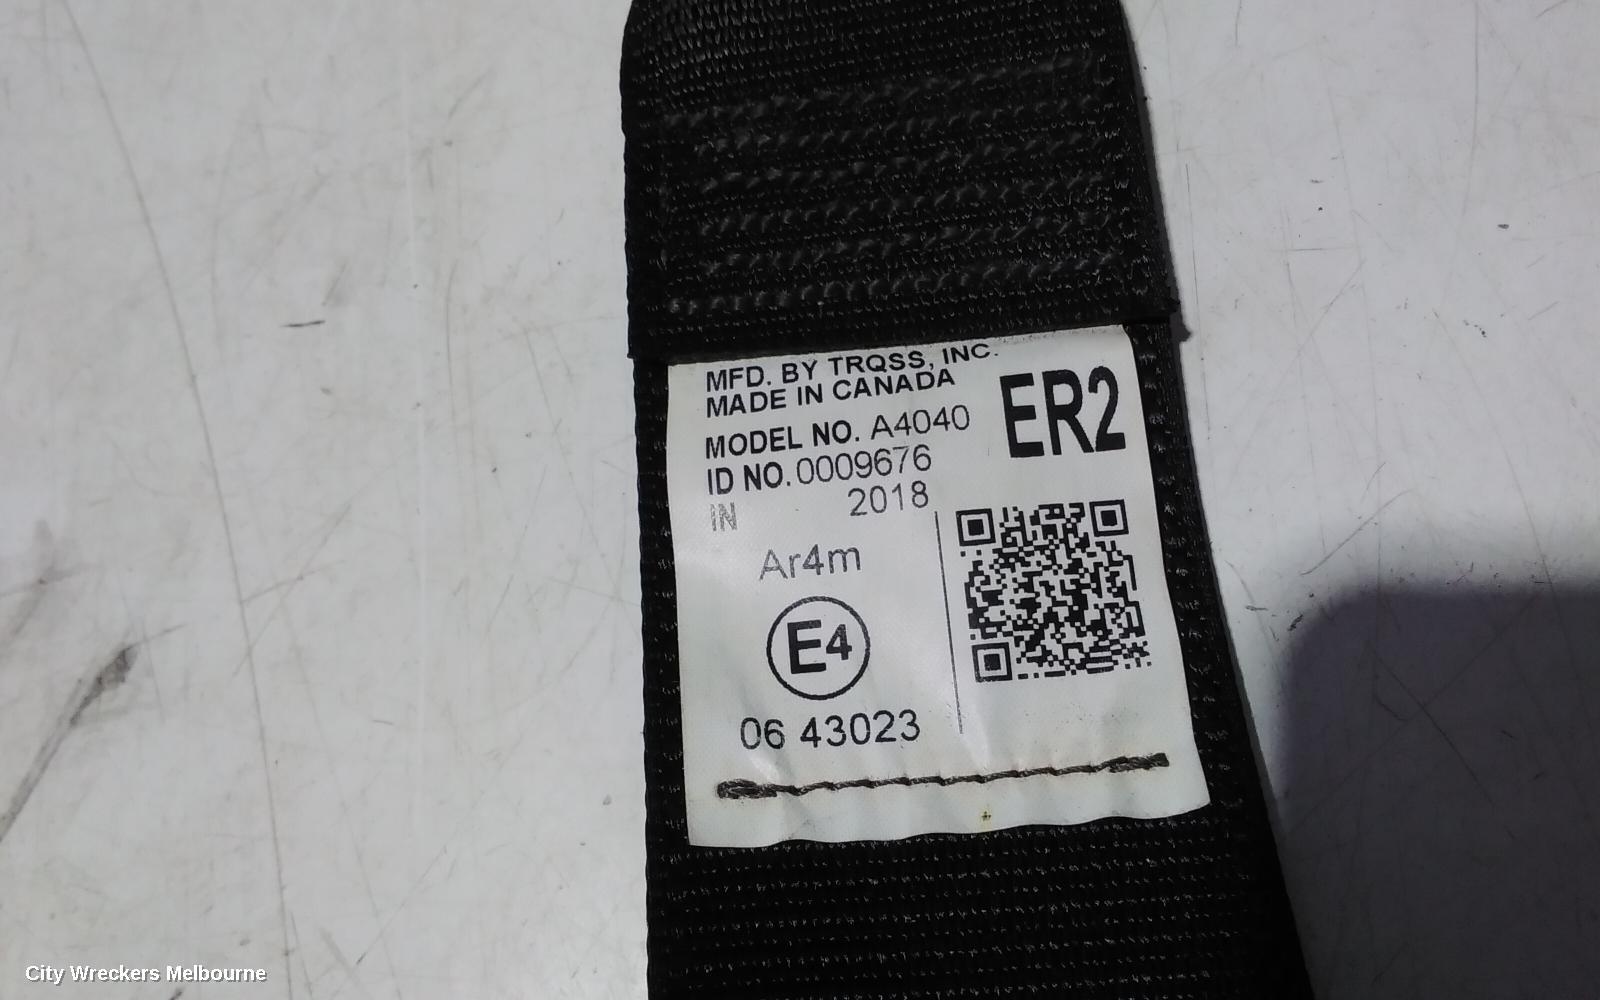 MFD. BY TRQSS, INC.
MADE IN CANADA
MODEL NO. A4040
ER2
ID NO. 0009676
IN 2018
Ar4m
E4
06 43023
City Wreckers Melbourne